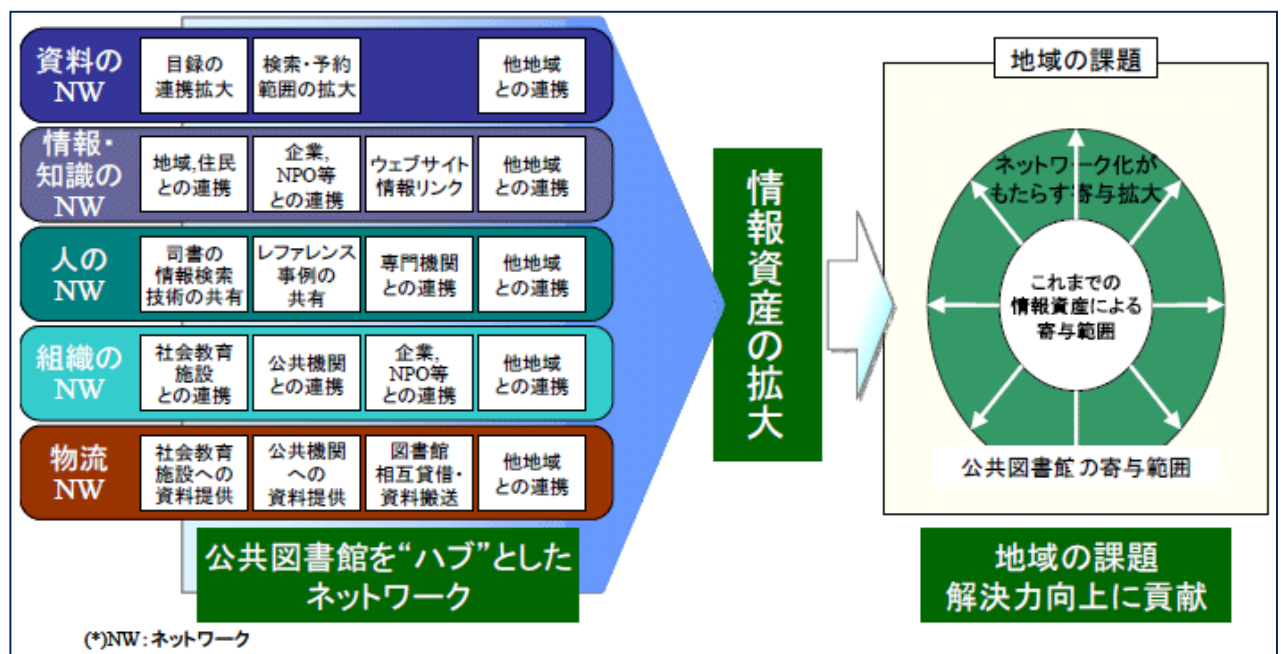 資料の
NW
目録の
連携拡大
検索・予約
範囲の拡大
他地域
との連携
情報・
知識の
NW
地域,住民
との連携
企業,
NPO等
との連携
ウェブサイト
情報リンク
他地域
との連携
人の
NW
司書の
情報検索
技術の共有
レファレンス
事例の
共有
専門機関
との連携
他地域
との連携
組織の
NW
社会教育
施設
との連携
公共機関
との連携
企業,
NPO等
との連携
他地域
との連携
物流
NW
社会教育
施設への
資料提供
公共機関
への
資料提供
図書館
相互貸借・
資料搬送
他地域
との連携
公共図書館を“ハブ”とした
ネットワーク
(*)NW:ネットワーク
情報資産の拡大
地域の課題
ネットワーク化が
もたらす寄与拡大
これまでの
情報資産による
寄与範囲
公共図書館の寄与範囲
地域の課題
解決力向上に貢献